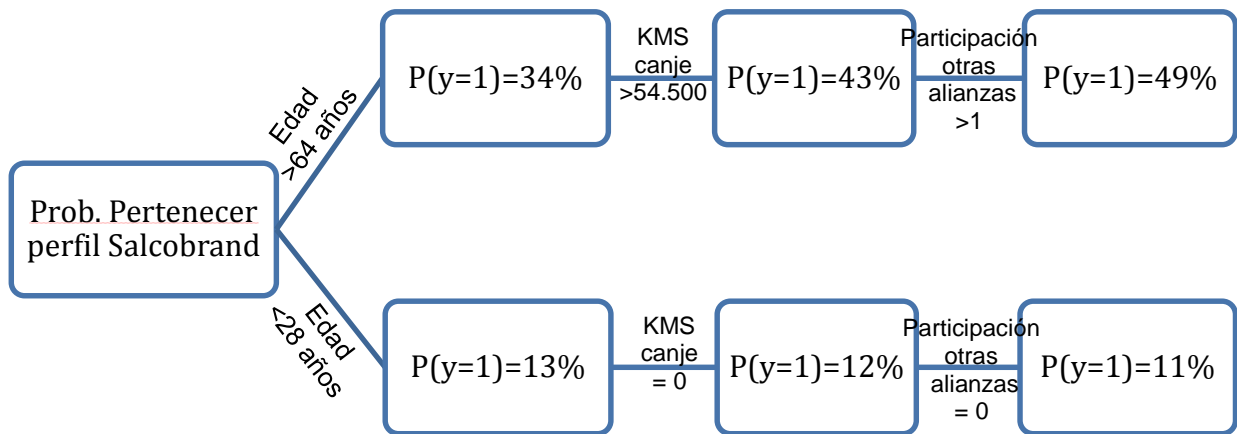 Prob. Pertenecer
perfil Salcobrand
Edad
>64 años
P(y=1)=34%
KMS
canje
>54.500
P(y=1)=43%
Participación
otras
alianzas
>1
P(y=1)=49%
Edad
<28 años
P(y=1)=13%
KMS
canje
= 0
P(y=1)=12%
Participación
otras
alianzas
= 0
P(y=1)=11%